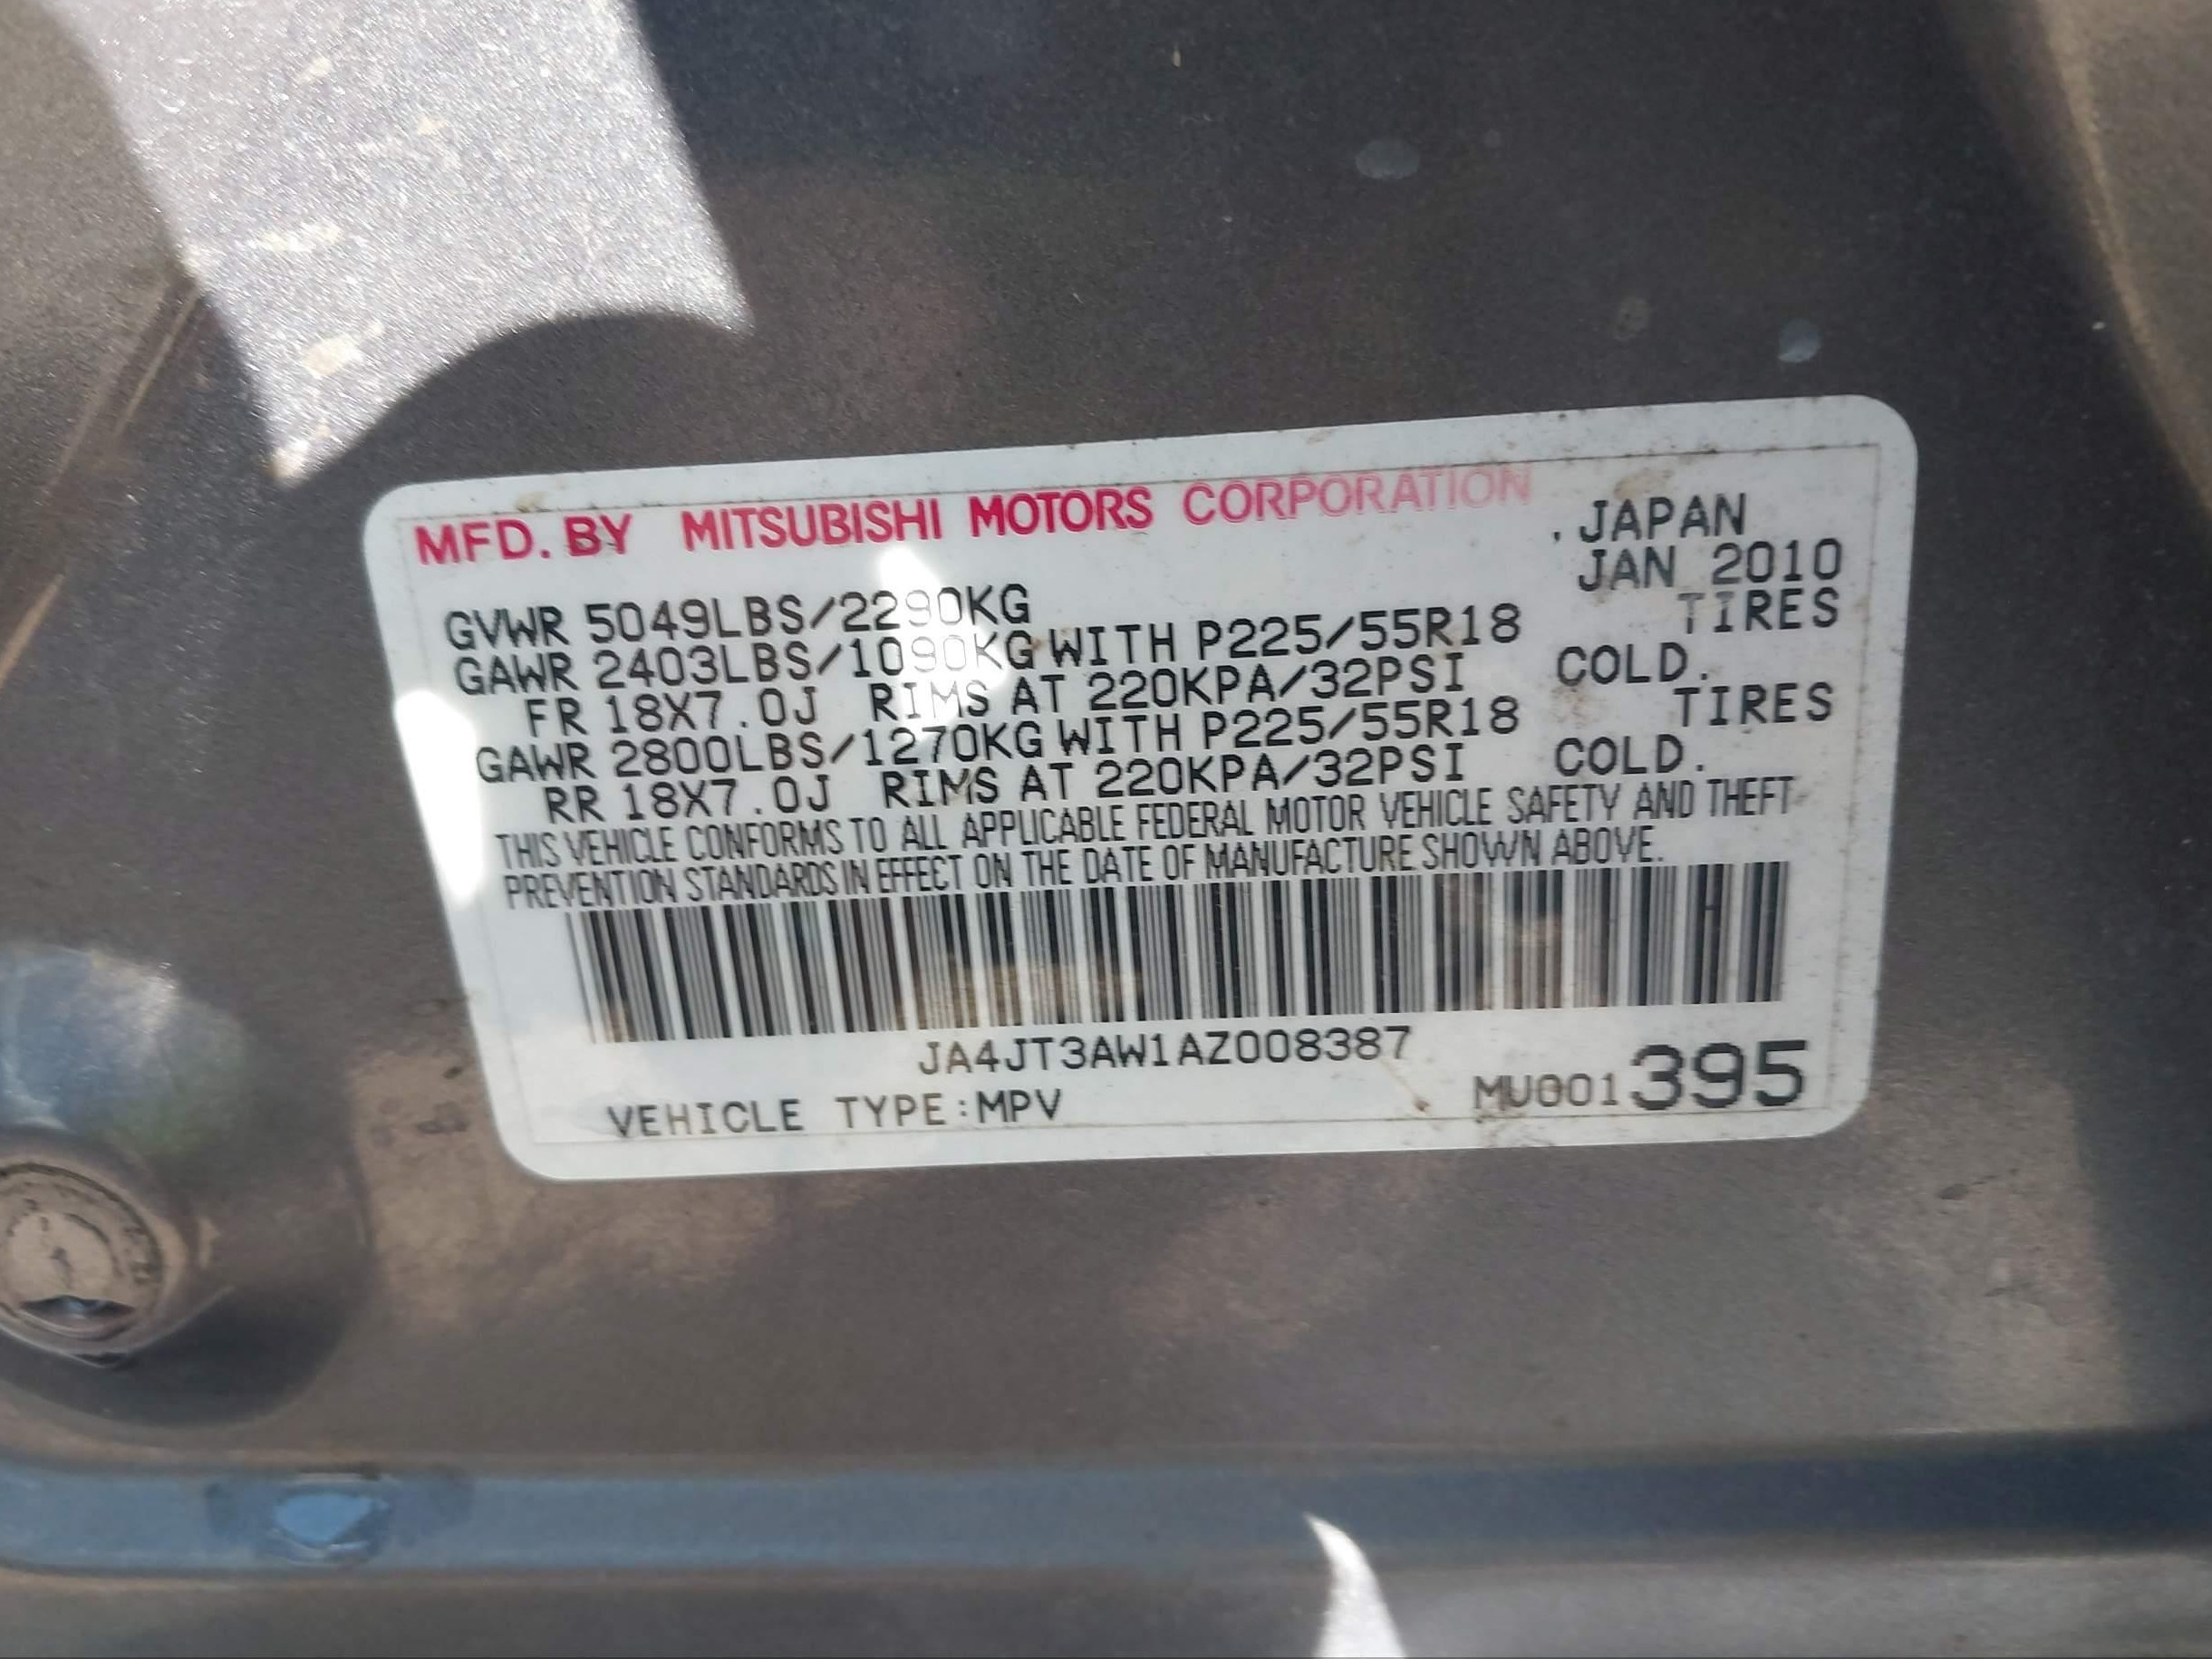 MFD. BY MITSUBISHI MOTORS CORPORATION
, JAPAN
JAN 2010
GVWR 5049LBS/2290KG
GAWR 2403LBS/1090KG WITH P225/55R18 TIRES
FR 18X7.0J RIMS AT 220KPA/32PSI COLD.
GAWR 2800LBS/1270KG WITH P225/55R18 TIRES
RR 18X7.0J RIMS AT 220KPA/32PSI COLD.
THIS VEHICLE CONFORMS TO ALL APPLICABLE FEDERAL MOTOR VEHICLE SAFETY AND THEFT
PREVENTION STANDARDS IN EFFECT ON THE DATE OF MANUFACTURE SHOWN ABOVE.
JA4JT3AW1AZ008387
VEHICLE TYPE:MPV
MU001395